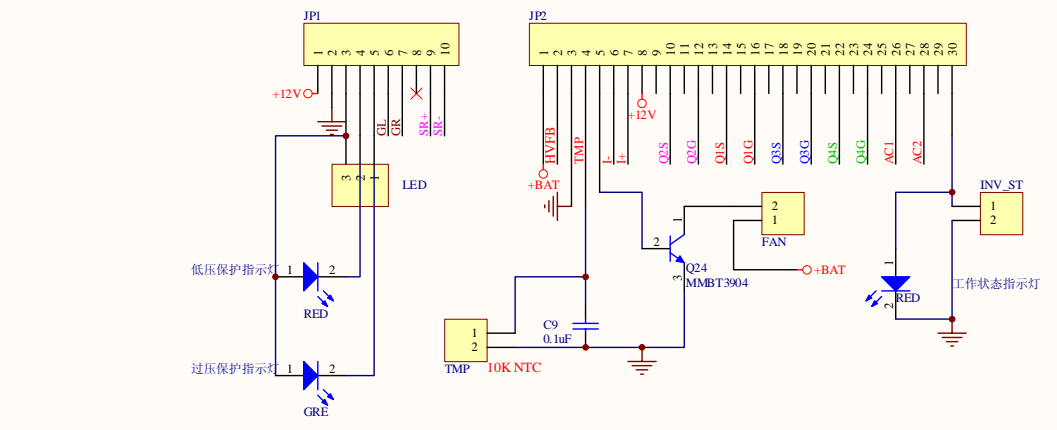 JP1
1 2 3 4 5 6 7 8 9 10
+12V
GL
GR
SR+
SR-
3 2 1
LED
低压保护指示灯
1 2
RED
过压保护指示灯
1 2
GRE
JP2
1 2 3 4 5 6 7 8 9 10 11 12 13 14 15 16 17 18 19 20 21 22 23 24 25 26 27 28 29 30
HVFB
+BAT
TMP
I-
I+
+12V
Q2S
Q2G
Q1S
Q1G
Q3S
Q3G
Q4S
Q4G
AC1
AC2
1
2
3
Q24
MMBT3904
2
1
FAN
+BAT
C9
0.1uF
1
2
TMP
10K NTC
INV_ST
1
2
1
2
RED
工作状态指示灯